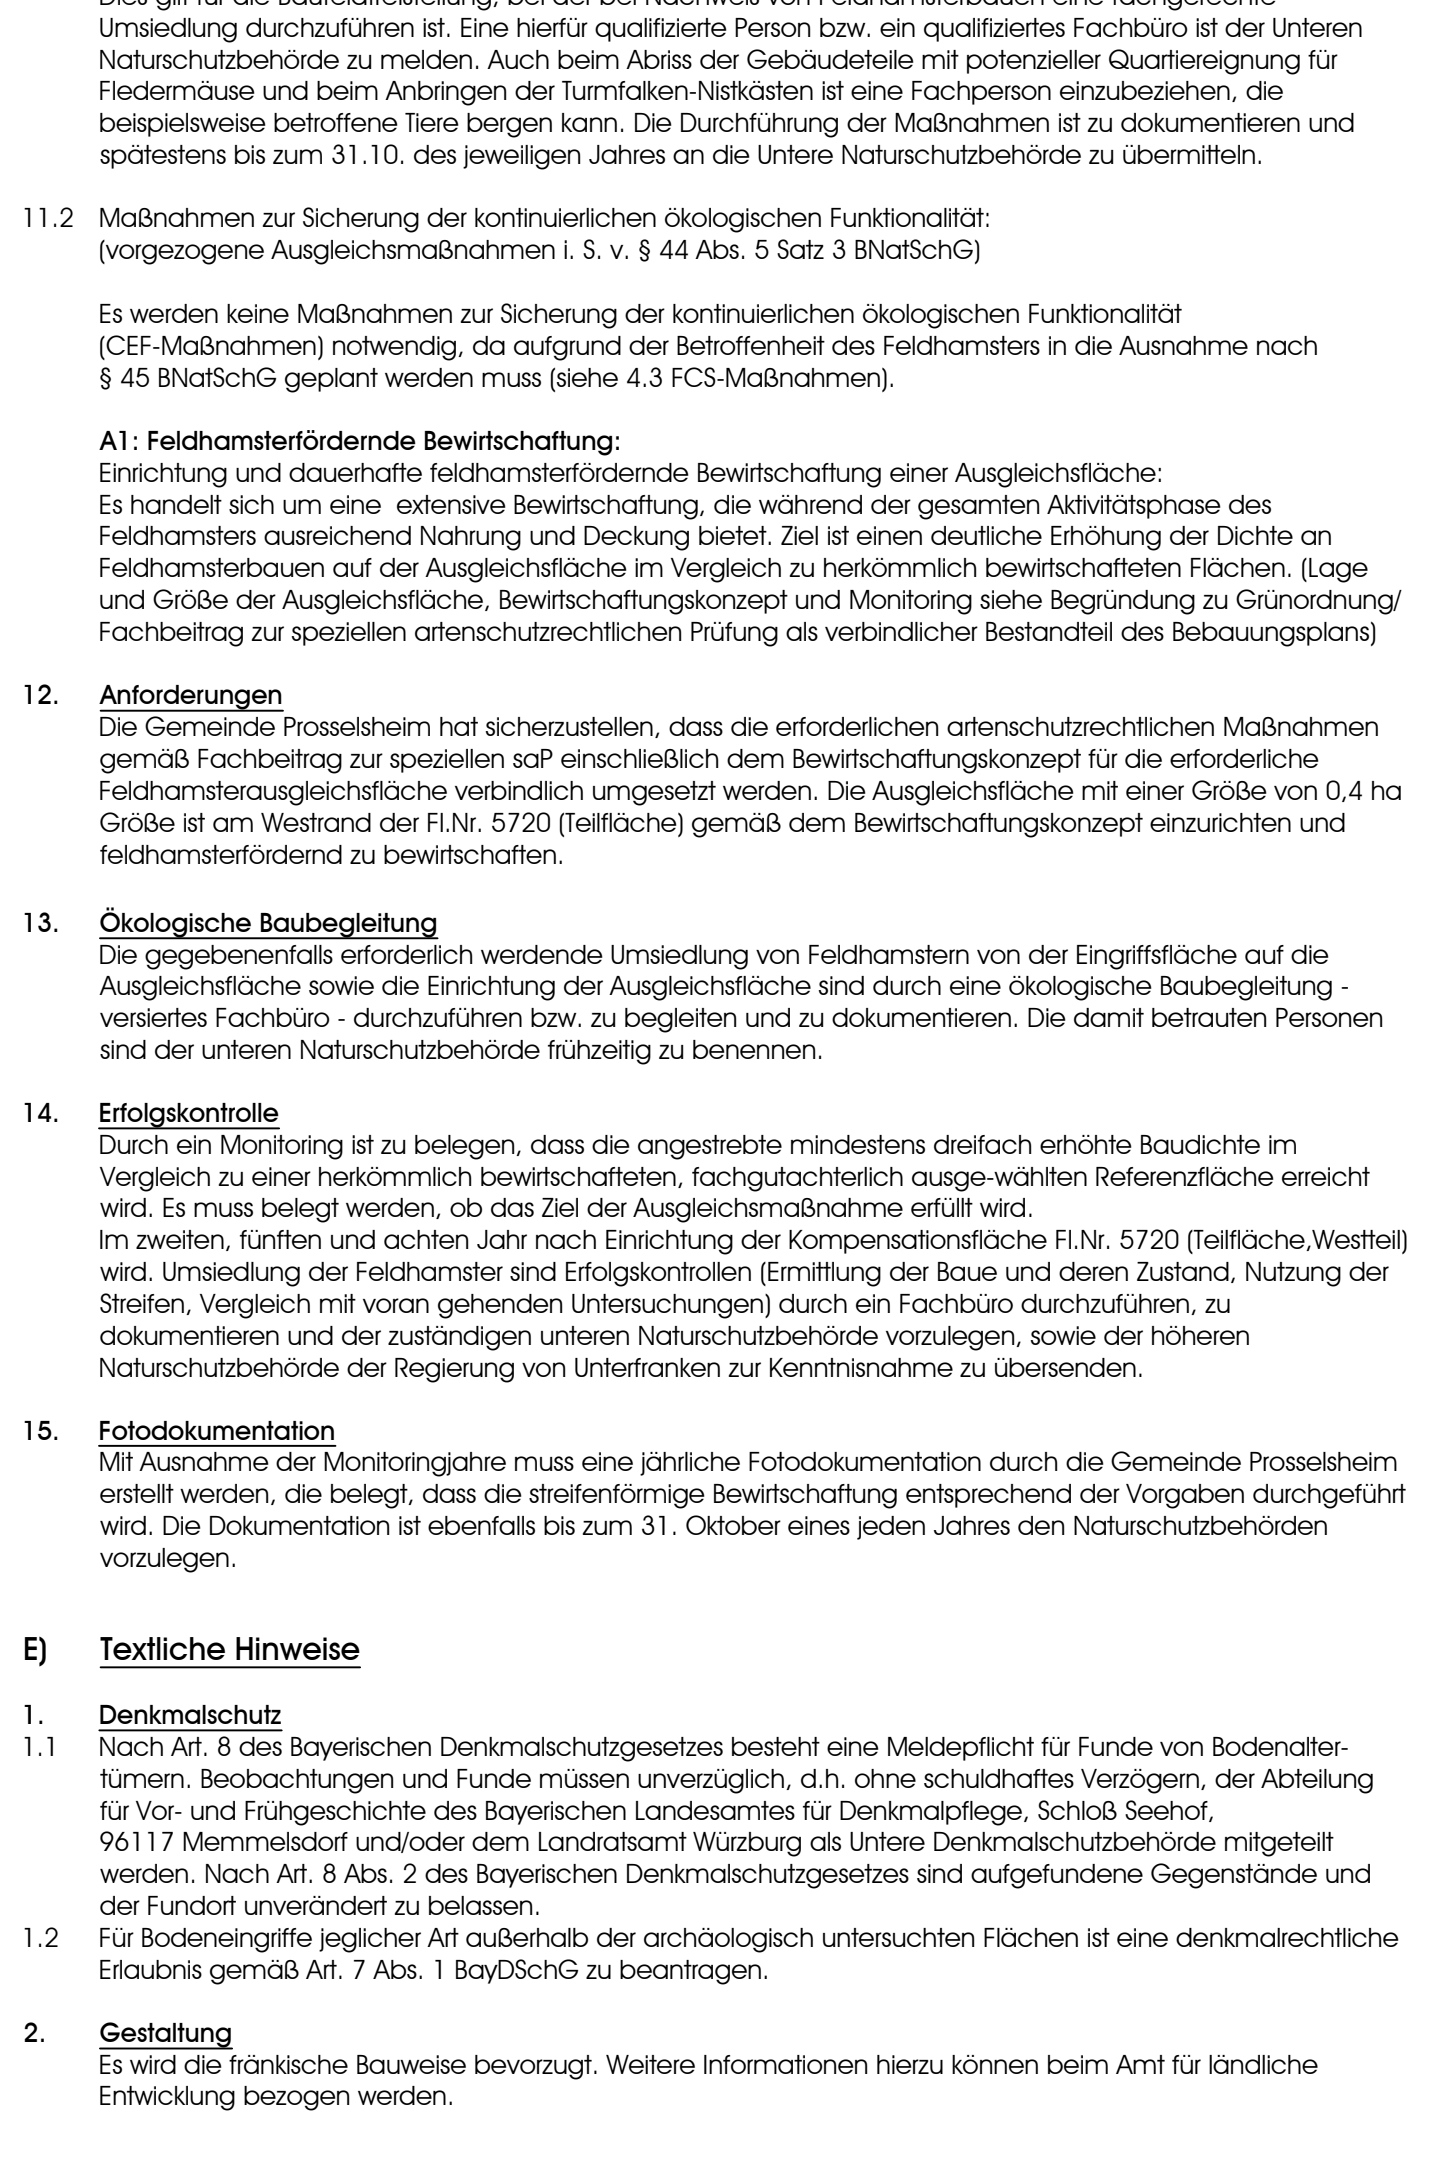 Dies gilt für die Baufeldfreistellung, bei der bei Nachweis von Feldhamsterbauen eine fachgerechte
Umsiedlung durchzuführen ist. Eine hierfür qualifizierte Person bzw. ein qualifiziertes Fachbüro ist der Unteren
Naturschutzbehörde zu melden. Auch beim Abriss der Gebäudeteile mit potenzieller Quartiereignung für
Fledermäuse und beim Anbringen der Turmfalken-Nistkästen ist eine Fachperson einzubeziehen, die
beispielsweise betroffene Tiere bergen kann. Die Durchführung der Maßnahmen ist zu dokumentieren und
spätestens bis zum 31.10. des jeweiligen Jahres an die Untere Naturschutzbehörde zu übermitteln.
11.2 Maßnahmen zur Sicherung der kontinuierlichen ökologischen Funktionalität:
(vorgezogene Ausgleichsmaßnahmen i. S. v. § 44 Abs. 5 Satz 3 BNatSchG)
Es werden keine Maßnahmen zur Sicherung der kontinuierlichen ökologischen Funktionalität
(CEF-Maßnahmen) notwendig, da aufgrund der Betroffenheit des Feldhamsters in die Ausnahme nach
§ 45 BNatSchG geplant werden muss (siehe 4.3 FCS-Maßnahmen).
A1: Feldhamsterfördernde Bewirtschaftung:
Einrichtung und dauerhafte feldhamsterfördernde Bewirtschaftung einer Ausgleichsfläche:
Es handelt sich um eine  extensive Bewirtschaftung, die während der gesamten Aktivitätsphase des
Feldhamsters ausreichend Nahrung und Deckung bietet. Ziel ist einen deutliche Erhöhung der Dichte an
Feldhamsterbauen auf der Ausgleichsfläche im Vergleich zu herkömmlich bewirtschafteten Flächen. (Lage
und Größe der Ausgleichsfläche, Bewirtschaftungskonzept und Monitoring siehe Begründung zu Grünordnung/
Fachbeitrag zur speziellen artenschutzrechtlichen Prüfung als verbindlicher Bestandteil des Bebauungsplans)
12. Anforderungen
Die Gemeinde Prosselsheim hat sicherzustellen, dass die erforderlichen artenschutzrechtlichen Maßnahmen
gemäß Fachbeitrag zur speziellen saP einschließlich dem Bewirtschaftungskonzept für die erforderliche
Feldhamsterausgleichsfläche verbindlich umgesetzt werden. Die Ausgleichsfläche mit einer Größe von 0,4 ha
Größe ist am Westrand der Fl.Nr. 5720 (Teilfläche) gemäß dem Bewirtschaftungskonzept einzurichten und
feldhamsterfördernd zu bewirtschaften.
13. Ökologische Baubegleitung
Die gegebenenfalls erforderlich werdende Umsiedlung von Feldhamstern von der Eingriffsfläche auf die
Ausgleichsfläche sowie die Einrichtung der Ausgleichsfläche sind durch eine ökologische Baubegleitung -
versiertes Fachbüro - durchzuführen bzw. zu begleiten und zu dokumentieren. Die damit betrauten Personen
sind der unteren Naturschutzbehörde frühzeitig zu benennen.
14. Erfolgskontrolle
Durch ein Monitoring ist zu belegen, dass die angestrebte mindestens dreifach erhöhte Baudichte im
Vergleich zu einer herkömmlich bewirtschafteten, fachgutachterlich ausge-wählten Referenzfläche erreicht
wird. Es muss belegt werden, ob das Ziel der Ausgleichsmaßnahme erfüllt wird.
Im zweiten, fünften und achten Jahr nach Einrichtung der Kompensationsfläche Fl.Nr. 5720 (Teilfläche,Westteil)
wird. Umsiedlung der Feldhamster sind Erfolgskontrollen (Ermittlung der Baue und deren Zustand, Nutzung der
Streifen, Vergleich mit voran gehenden Untersuchungen) durch ein Fachbüro durchzuführen, zu
dokumentieren und der zuständigen unteren Naturschutzbehörde vorzulegen, sowie der höheren
Naturschutzbehörde der Regierung von Unterfranken zur Kenntnisnahme zu übersenden.
15. Fotodokumentation
Mit Ausnahme der Monitoringjahre muss eine jährliche Fotodokumentation durch die Gemeinde Prosselsheim
erstellt werden, die belegt, dass die streifenförmige Bewirtschaftung entsprechend der Vorgaben durchgeführt
wird. Die Dokumentation ist ebenfalls bis zum 31. Oktober eines jeden Jahres den Naturschutzbehörden
vorzulegen.
E) Textliche Hinweise
1. Denkmalschutz
1.1 Nach Art. 8 des Bayerischen Denkmalschutzgesetzes besteht eine Meldepflicht für Funde von Bodenalter-
tümern. Beobachtungen und Funde müssen unverzüglich, d.h. ohne schuldhaftes Verzögern, der Abteilung
für Vor- und Frühgeschichte des Bayerischen Landesamtes für Denkmalpflege, Schloß Seehof,
96117 Memmelsdorf und/oder dem Landratsamt Würzburg als Untere Denkmalschutzbehörde mitgeteilt
werden. Nach Art. 8 Abs. 2 des Bayerischen Denkmalschutzgesetzes sind aufgefundene Gegenstände und
der Fundort unverändert zu belassen.
1.2 Für Bodeneingriffe jeglicher Art außerhalb der archäologisch untersuchten Flächen ist eine denkmalrechtliche
Erlaubnis gemäß Art. 7 Abs. 1 BayDSchG zu beantragen.
2. Gestaltung
Es wird die fränkische Bauweise bevorzugt. Weitere Informationen hierzu können beim Amt für ländliche
Entwicklung bezogen werden.